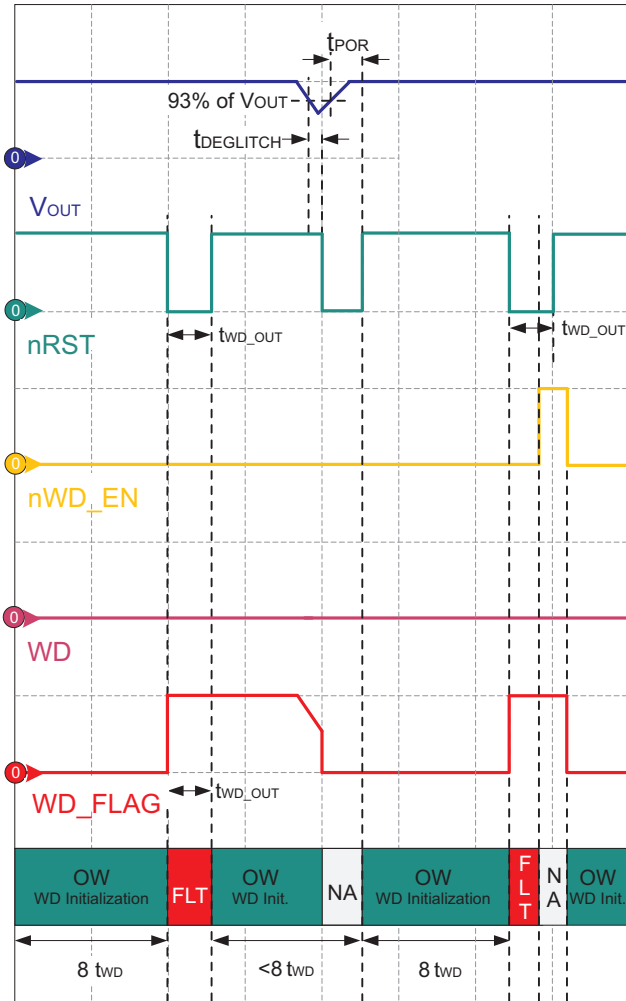 tPOR
93% of VOUT
tDEGLITCH
0
VOUT
0
nRST
tWD_OUT
tWD_OUT
0
nWD_EN
0
WD
0
WD_FLAG
tWD_OUT
OW
WD Initialization
FLT
OW
WD Init.
NA
OW
WD Initialization
F
L
T
N
A
OW
WD Init.
8 tWD
<8 tWD
8 tWD